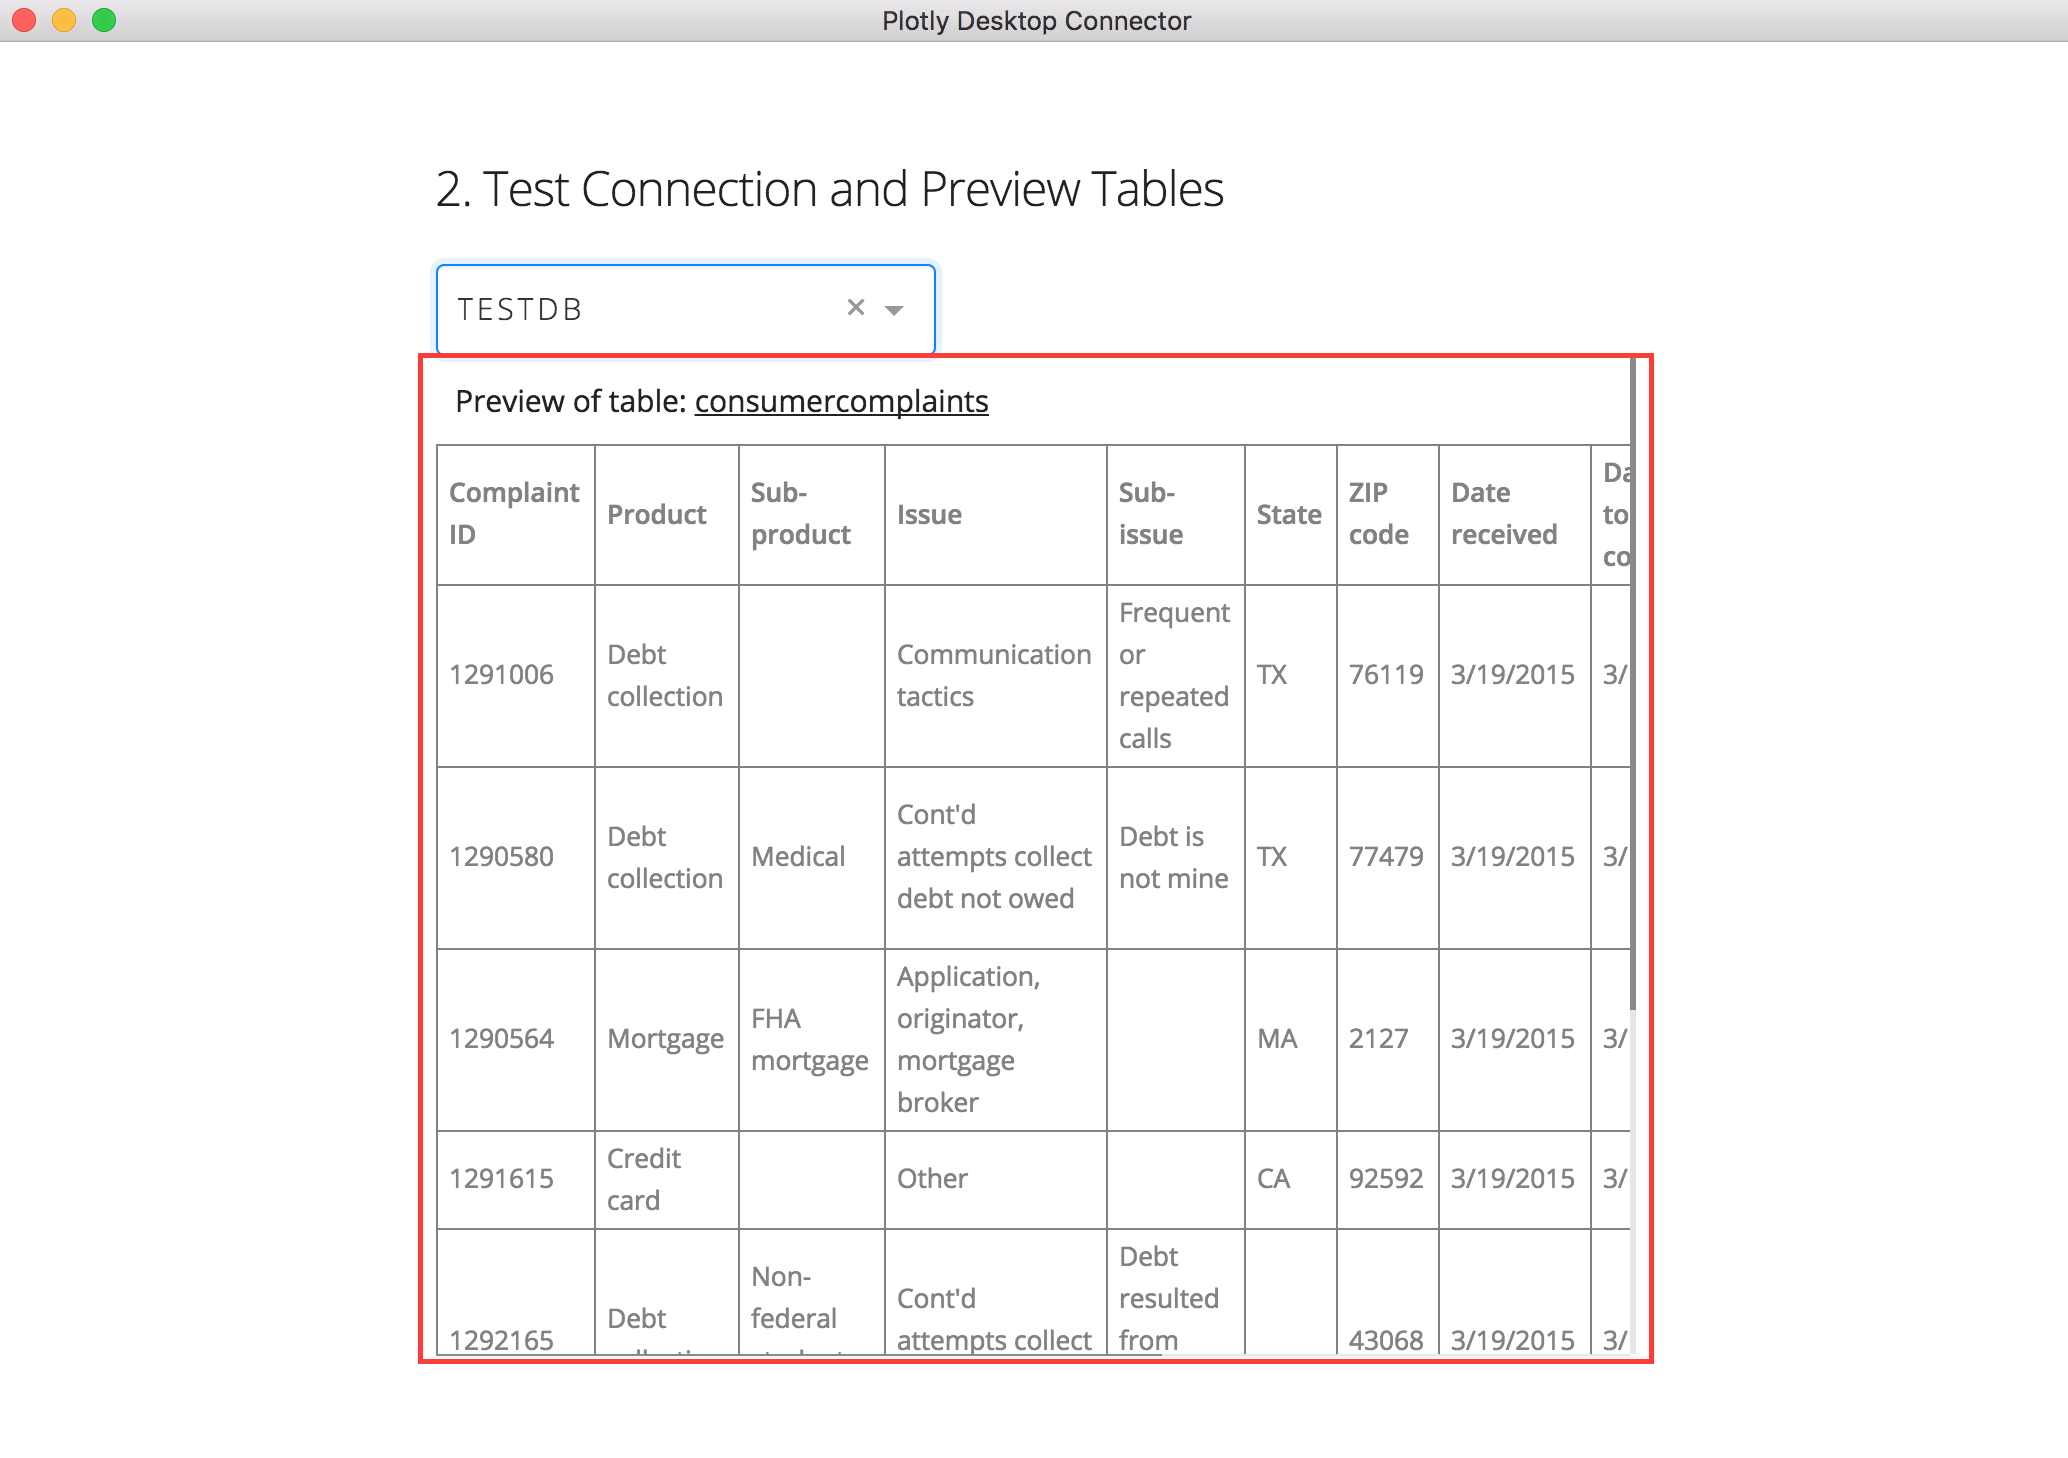 Plotly Desktop Connector
2. Test Connection and Preview Tables
TESTDB
Preview of table: consumercomplaints
Complaint ID Product Sub-product Issue Sub-issue State ZIP code Date received
1291006 Debt collection Communication tactics Frequent or repeated calls TX 76119 3/19/2015 3/
1290580 Debt collection Medical Cont'd attempts collect debt not owed Debt is not mine TX 77479 3/19/2015 3/
1290564 Mortgage FHA mortgage Application, originator, mortgage broker MA 2127 3/19/2015 3/
1291615 Credit card Other CA 92592 3/19/2015 3/
1292165 Debt Non-federal Cont'd attempts collect Debt resulted from 43068 3/19/2015 3/